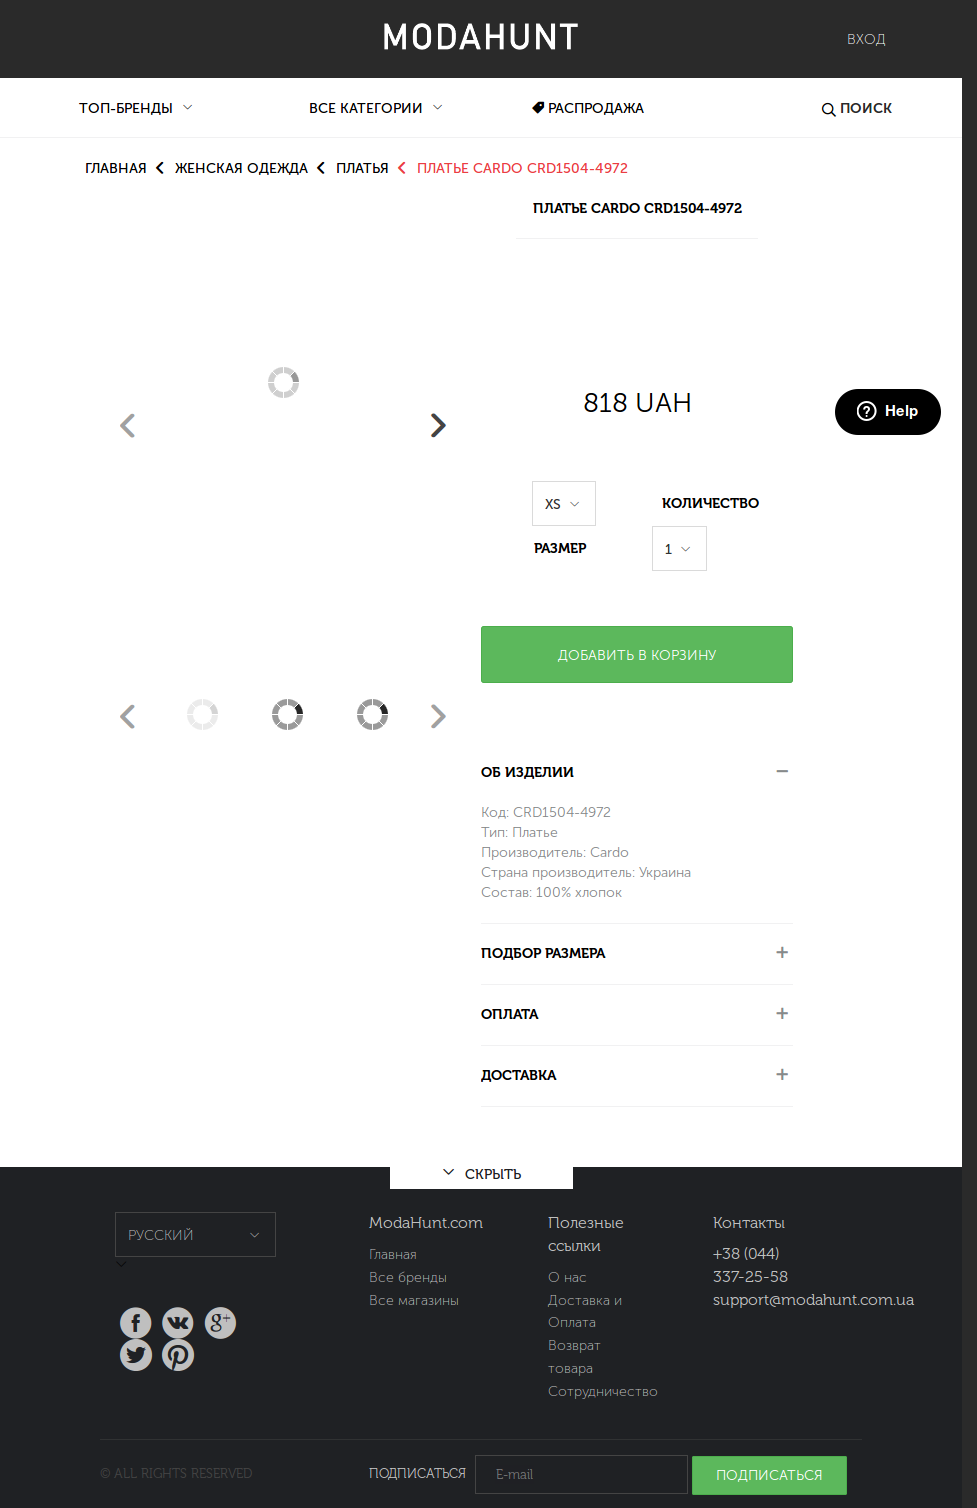 MODAHUNT
ВХОД
ТОП-БРЕНДЫ
ВСЕ КАТЕГОРИИ
РАСПРОДАЖА
ПОИСК
ГЛАВНАЯ ЖЕНСКАЯ ОДЕЖДА ПЛАТЬЯ ПЛАТЬЕ CARDO CRD1504-4972
ПЛАТЬЕ CARDO CRD1504-4972
818 UAH
Help
XS
КОЛИЧЕСТВО
РАЗМЕР
1
ДОБАВИТЬ В КОРЗИНУ
ОБ ИЗДЕЛИИ
Код: CRD1504-4972
Тип: Платье
Производитель: Cardo
Страна производитель: Украина
Состав: 100% хлопок
ПОДБОР РАЗМЕРА
ОПЛАТА
ДОСТАВКА
СКРЫТЬ
РУССКИЙ
ModaHunt.com
Главная
Все бренды
Все магазины
Полезные
ссылки
О нас
Доставка и
Оплата
Возврат
товара
Сотрудничество
Контакты
+38 (044)
337-25-58
support@modahunt.com.ua
© ALL RIGHTS RESERVED
ПОДПИСАТЬСЯ
E-mail
ПОДПИСАТЬСЯ